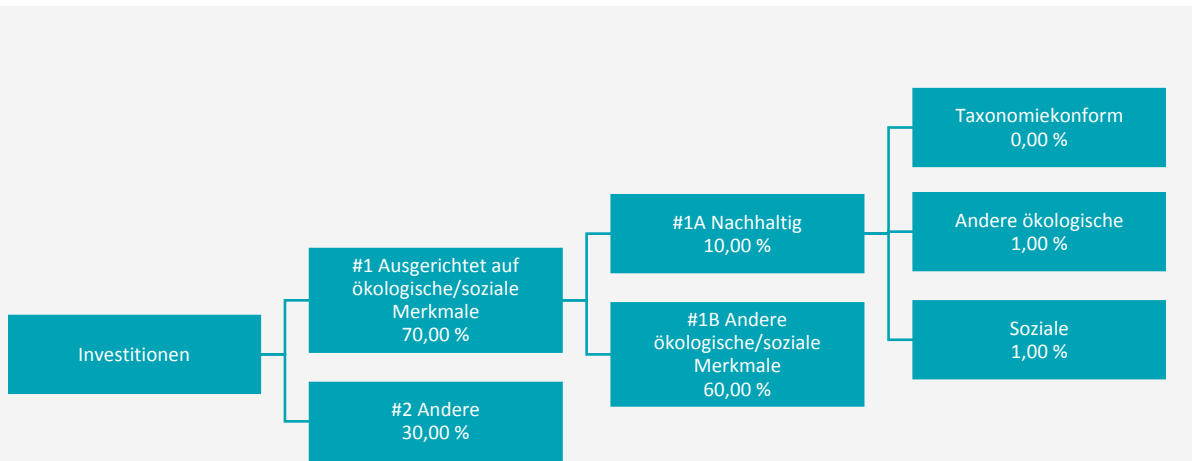 Investitionen
#1 Ausgerichtet auf
ökologische/soziale
Merkmale
70,00 %
#2 Andere
30,00 %
#1A Nachhaltig
10,00 %
#1B Andere
ökologische/soziale
Merkmale
60,00 %
Taxonomiekonform
0,00 %
Andere ökologische
1,00 %
Soziale
1,00 %